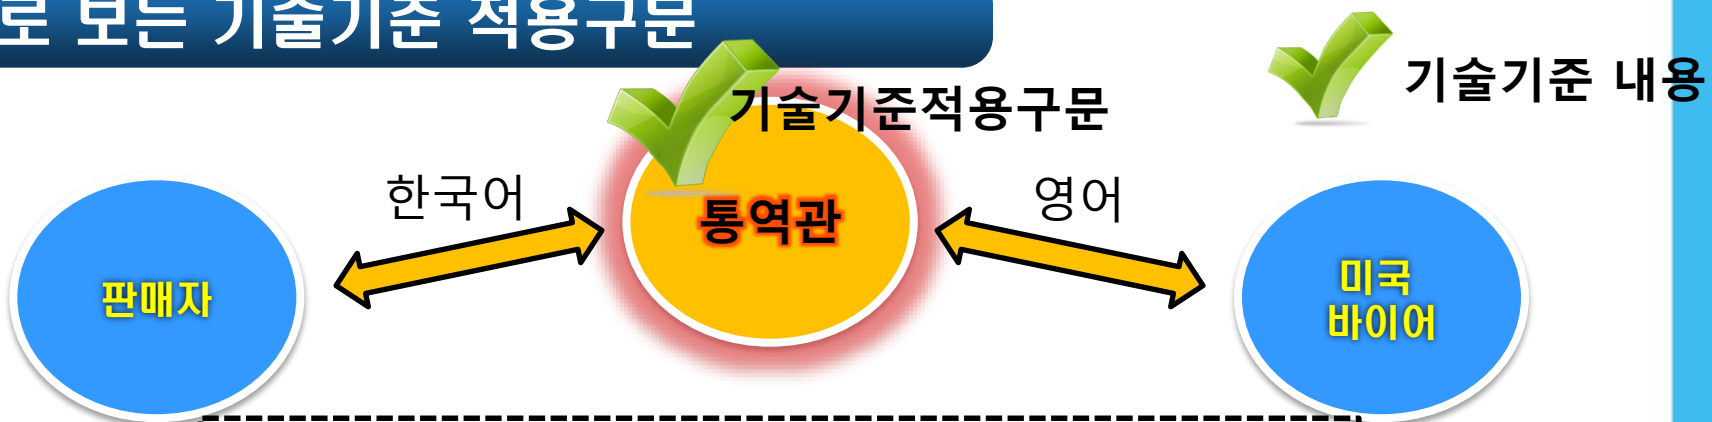 로 보는 기술기준 적용구문
기술기준 내용
기술기준적용구문
한국어
영어
통역관
판매자
미국
바이어